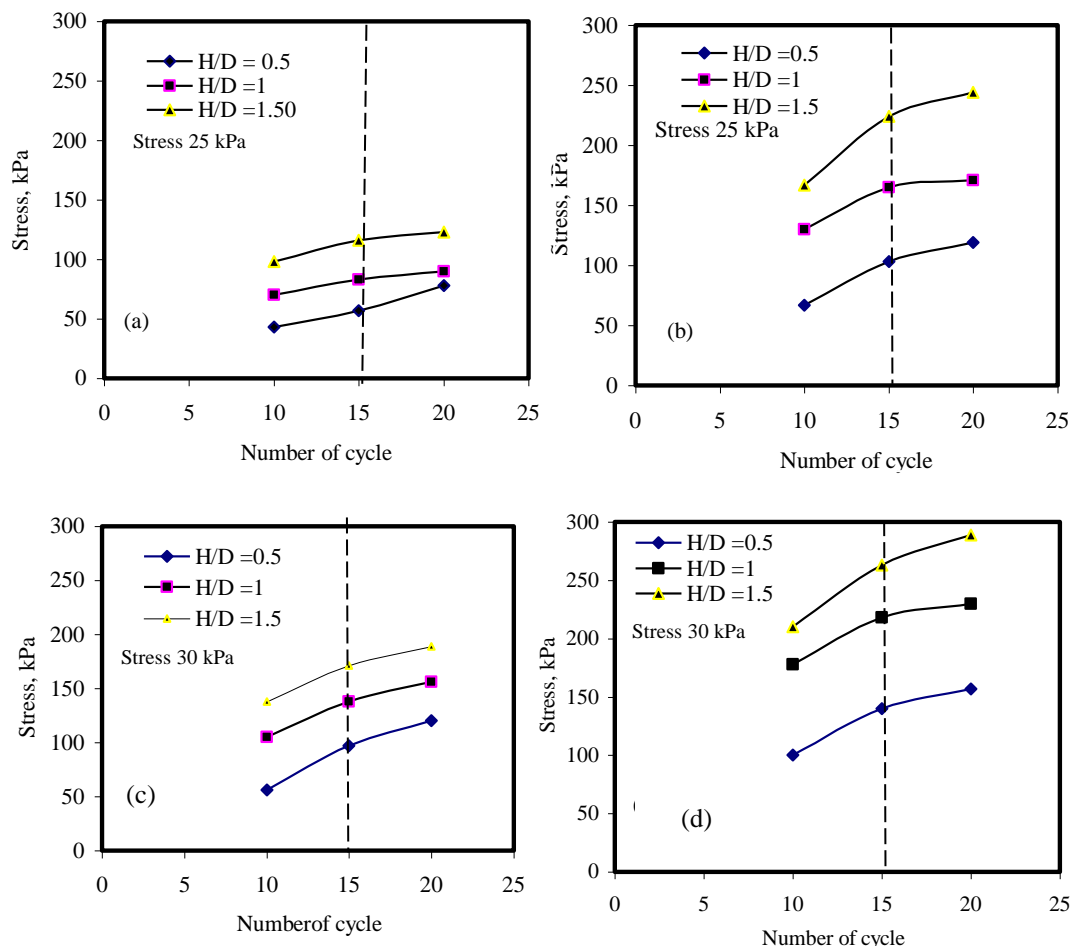 300
250
200
150
100
50
0
0 5 10 15 20 25
Stress, kPa
Number of cycle
H/D = 0.5
H/D =1
H/D =1.50
Stress 25 kPa
(a)
300
250
200
150
100
50
0
0 5 10 15 20 25
Stress, kPa
Number of cycle
H/D =0.5
H/D =1
H/D =1.5
Stress 25 kPa
(b)
300
250
200
150
100
50
0
0 5 10 15 20 25
Stress, kPa
Numberof cycle
H/D =0.5
H/D =1
H/D =1.5
Stress 30 kPa
(c)
300
250
200
150
100
50
0
0 5 10 15 20 25
Stress, kPa
Number of cycle
H/D =0.5
H/D =1
H/D =1.5
Stress 30 kPa
(
(d)